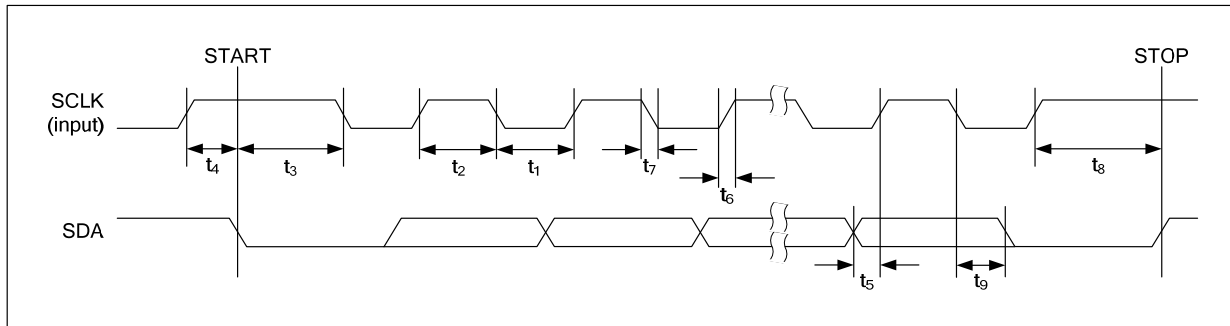 START
STOP
SCLK
(input)
t4
t3
t2
t1
t7
t6
t8
SDA
t5
t9